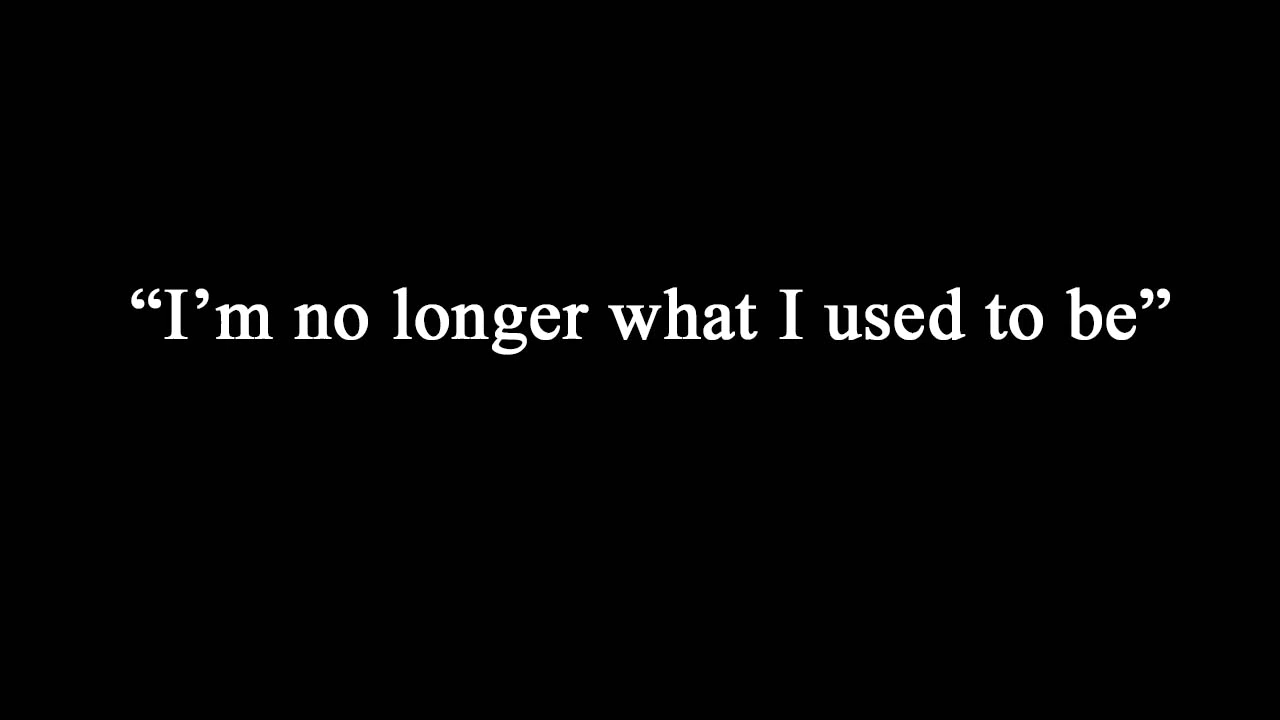 “I’m no longer what I used to be”